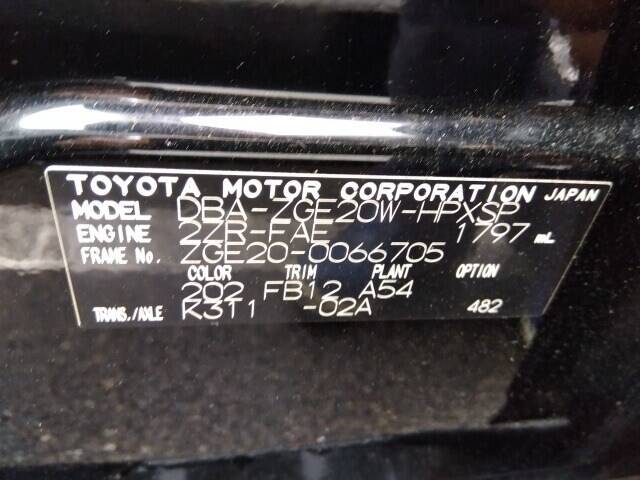 TOYOTA MOTOR CORPORATION JAPAN
MODEL DBA-ZGE20W-HPXSP
ENGINE 2ZR-FAE 1797 mL
FRAME No. ZGE20-0066705
COLOR TRIM PLANT OPTION
202 FB12 A54
TRANS./AXLE K311 -02A 482